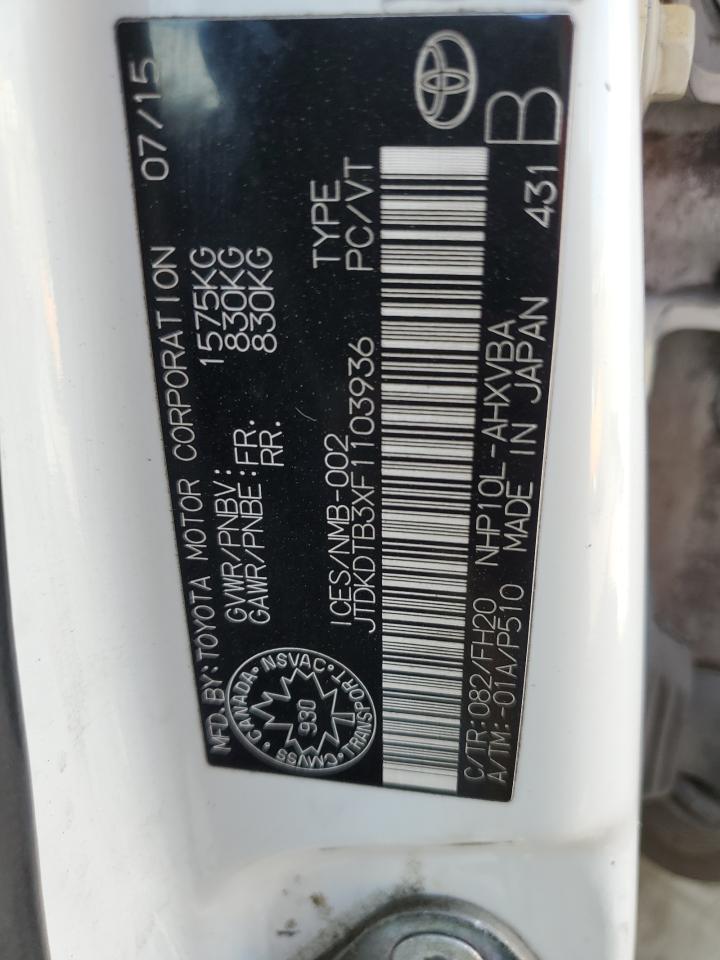 MFD.BY:TOYOTA MOTOR CORPORATION 07/15
GVWR/PNBV: 1575KG
GAWR/PNBE:FR. 830KG
RR. 830KG
CANADA NSVAC
930
CMVSS TRANSPORT
ICES/NMB-002 TYPE
JTDKDTB3XF1103936 PC/VT
C/TR:082/FH20 NHP10L-AHXVBA 431 B
A/TM:-01A/P510 MADE IN JAPAN